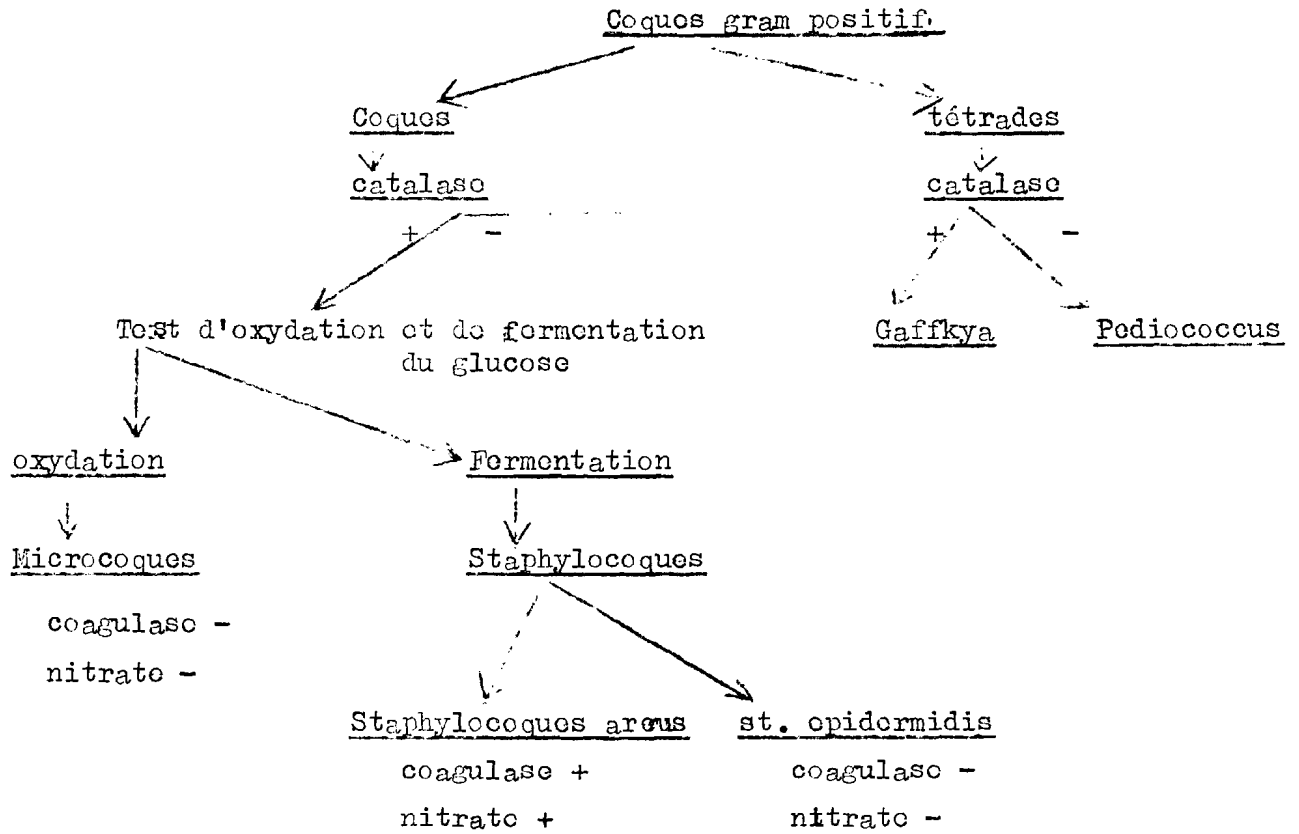 Coques gram positif.
Coques tétrades
catalase catalase
+ - + -
Test d'oxydation et de fermentation
du glucose
Gaffkya Pediococcus
oxydation Fermentation
Microcoques Staphylocoques
coagulase -
nitrate -
Staphylocoques areus st. epidermidis
coagulase + coagulase -
nitrate + nitrate -